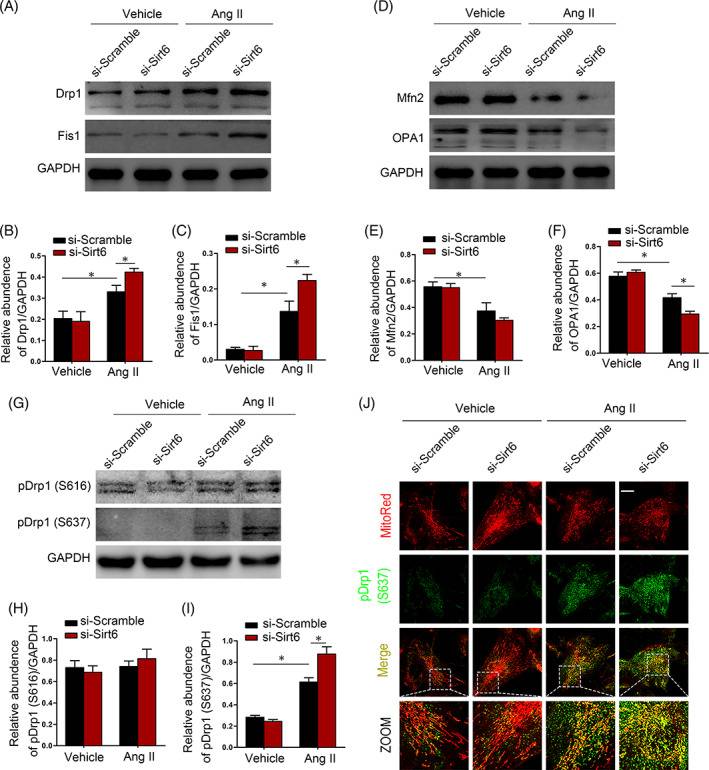 (A)
Vehicle
Ang II
si-Scramble
si-Sirt6
si-Scramble
si-Sirt6
Drp1
Fis1
GAPDH
(D)
Vehicle
Ang II
si-Scramble
si-Sirt6
si-Scramble
si-Sirt6
Mfn2
OPA1
GAPDH
(B)
si-Scramble
si-Sirt6
Relative abundance
of Drp1/GAPDH
0.6
0.4
0.2
0.0
*
*
Vehicle
Ang II
(C)
si-Scramble
si-Sirt6
Relative abundance
of Fis1/GAPDH
0.3
0.2
0.1
0.0
*
*
Vehicle
Ang II
(E)
si-Scramble
si-Sirt6
Relative abundance
of Mfn2/GAPDH
0.8
0.6
0.4
0.2
0.0
*
Vehicle
Ang II
(F)
si-Scramble
si-Sirt6
Relative abundance
of OPA1/GAPDH
0.8
0.6
0.4
0.2
0.0
*
*
Vehicle
Ang II
(G)
Vehicle
Ang II
si-Scramble
si-Sirt6
si-Scramble
si-Sirt6
pDrp1 (S616)
pDrp1 (S637)
GAPDH
(H)
si-Scramble
si-Sirt6
Relative abundance
of pDrp1 (S616)/GAPDH
1.0
0.8
0.6
0.4
0.2
0.0
Vehicle
Ang II
(I)
si-Scramble
si-Sirt6
Relative abundance
of pDrp1 (S637)/GAPDH
1.0
0.8
0.6
0.4
0.2
0.0
*
*
Vehicle
Ang II
(J)
Vehicle
Ang II
si-Scramble
si-Sirt6
si-Scramble
si-Sirt6
MitoRed
pDrp1
(S637)
Merge
ZOOM